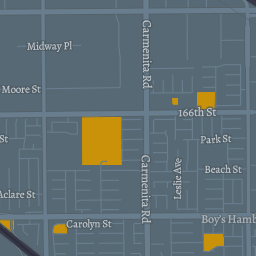 Midway Pl
Carmenita Rd
Moore St
166th St
St
Park St
Beach St
Leslie Ave
Carmenita Rd
Aclare St
Carolyn St
Boy's Hamb